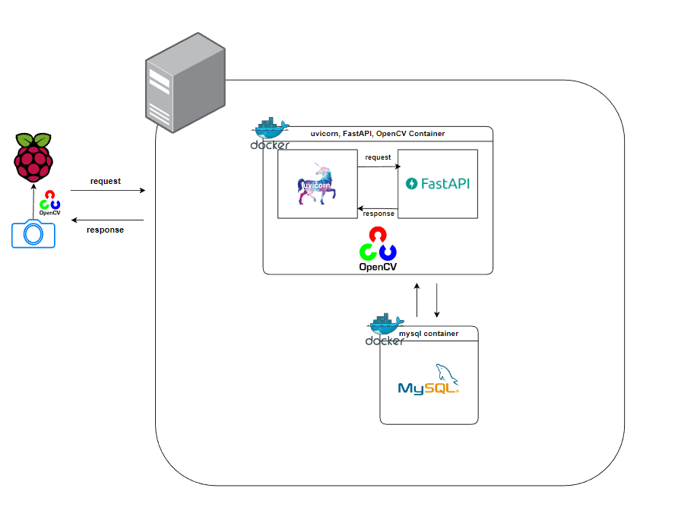 docker
uvicorn, FastAPI, OpenCV Container
request
uvicorn
FastAPI
response
OpenCV
request
OpenCV
response
docker
mysql container
MySQL